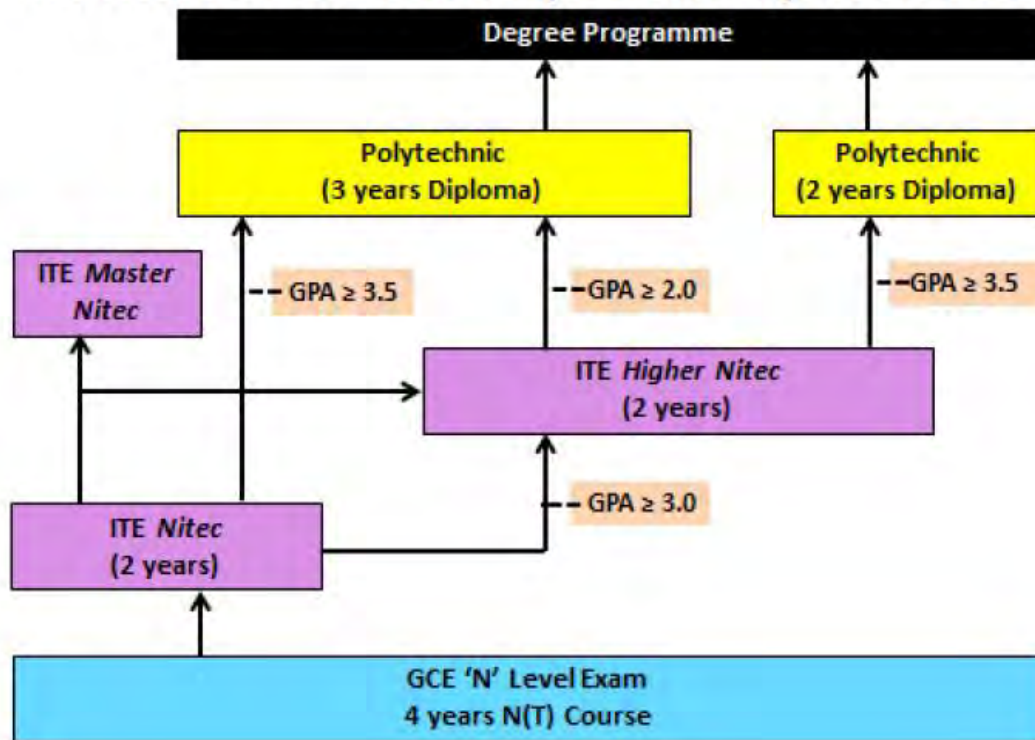 Degree Programme
Polytechnic
(3 years Diploma)
Polytechnic
(2 years Diploma)
ITE Master
Nitec
GPA ≥ 3.5
GPA ≥ 2.0
GPA ≥ 3.5
ITE Higher Nitec
(2 years)
GPA ≥ 3.0
ITE Nitec
(2 years)
GCE ‘N’ Level Exam
4 years N(T) Course